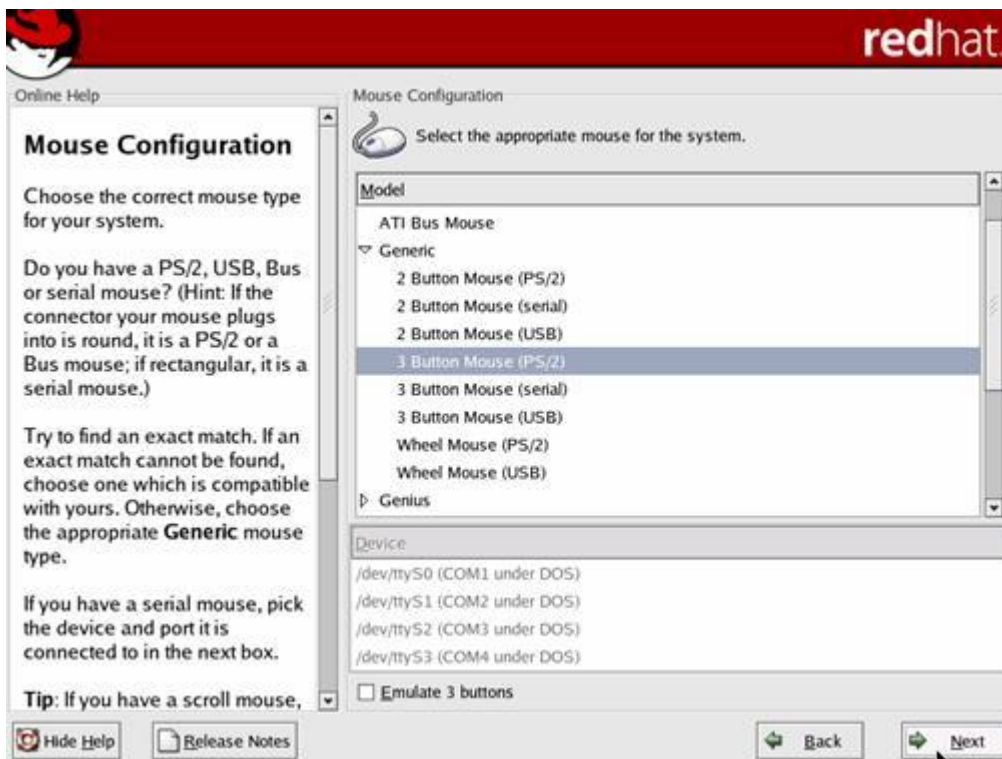 redhat.
Online Help
Mouse Configuration
Choose the correct mouse type
for your system.
Do you have a PS/2, USB, Bus
or serial mouse? (Hint: If the
connector your mouse plugs
into is round, it is a PS/2 or a
Bus mouse; if rectangular, it is a
serial mouse.)
Try to find an exact match. If an
exact match cannot be found,
choose one which is compatible
with yours. Otherwise, choose
the appropriate Generic mouse
type.
If you have a serial mouse, pick
the device and port it is
connected to in the next box.
Tip: If you have a scroll mouse,
Mouse Configuration
Select the appropriate mouse for the system.
Model
ATI Bus Mouse
Generic
2 Button Mouse (PS/2)
2 Button Mouse (serial)
2 Button Mouse (USB)
3 Button Mouse (PS/2)
3 Button Mouse (serial)
3 Button Mouse (USB)
Wheel Mouse (PS/2)
Wheel Mouse (USB)
Genius
Device
/dev/ttyS0 (COM1 under DOS)
/dev/ttyS1 (COM2 under DOS)
/dev/ttyS2 (COM3 under DOS)
/dev/ttyS3 (COM4 under DOS)
Emulate 3 buttons
Hide Help
Release Notes
Back
Next